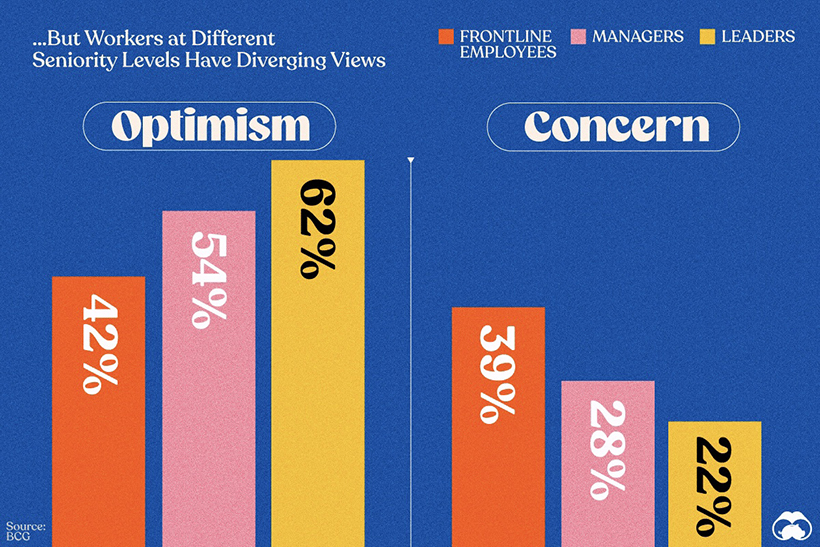 ...But Workers at Different
Seniority Levels Have Diverging Views
FRONTLINE
EMPLOYEES
MANAGERS
LEADERS
Optimism
Concern
42%
54%
62%
39%
28%
22%
Source:
BCG